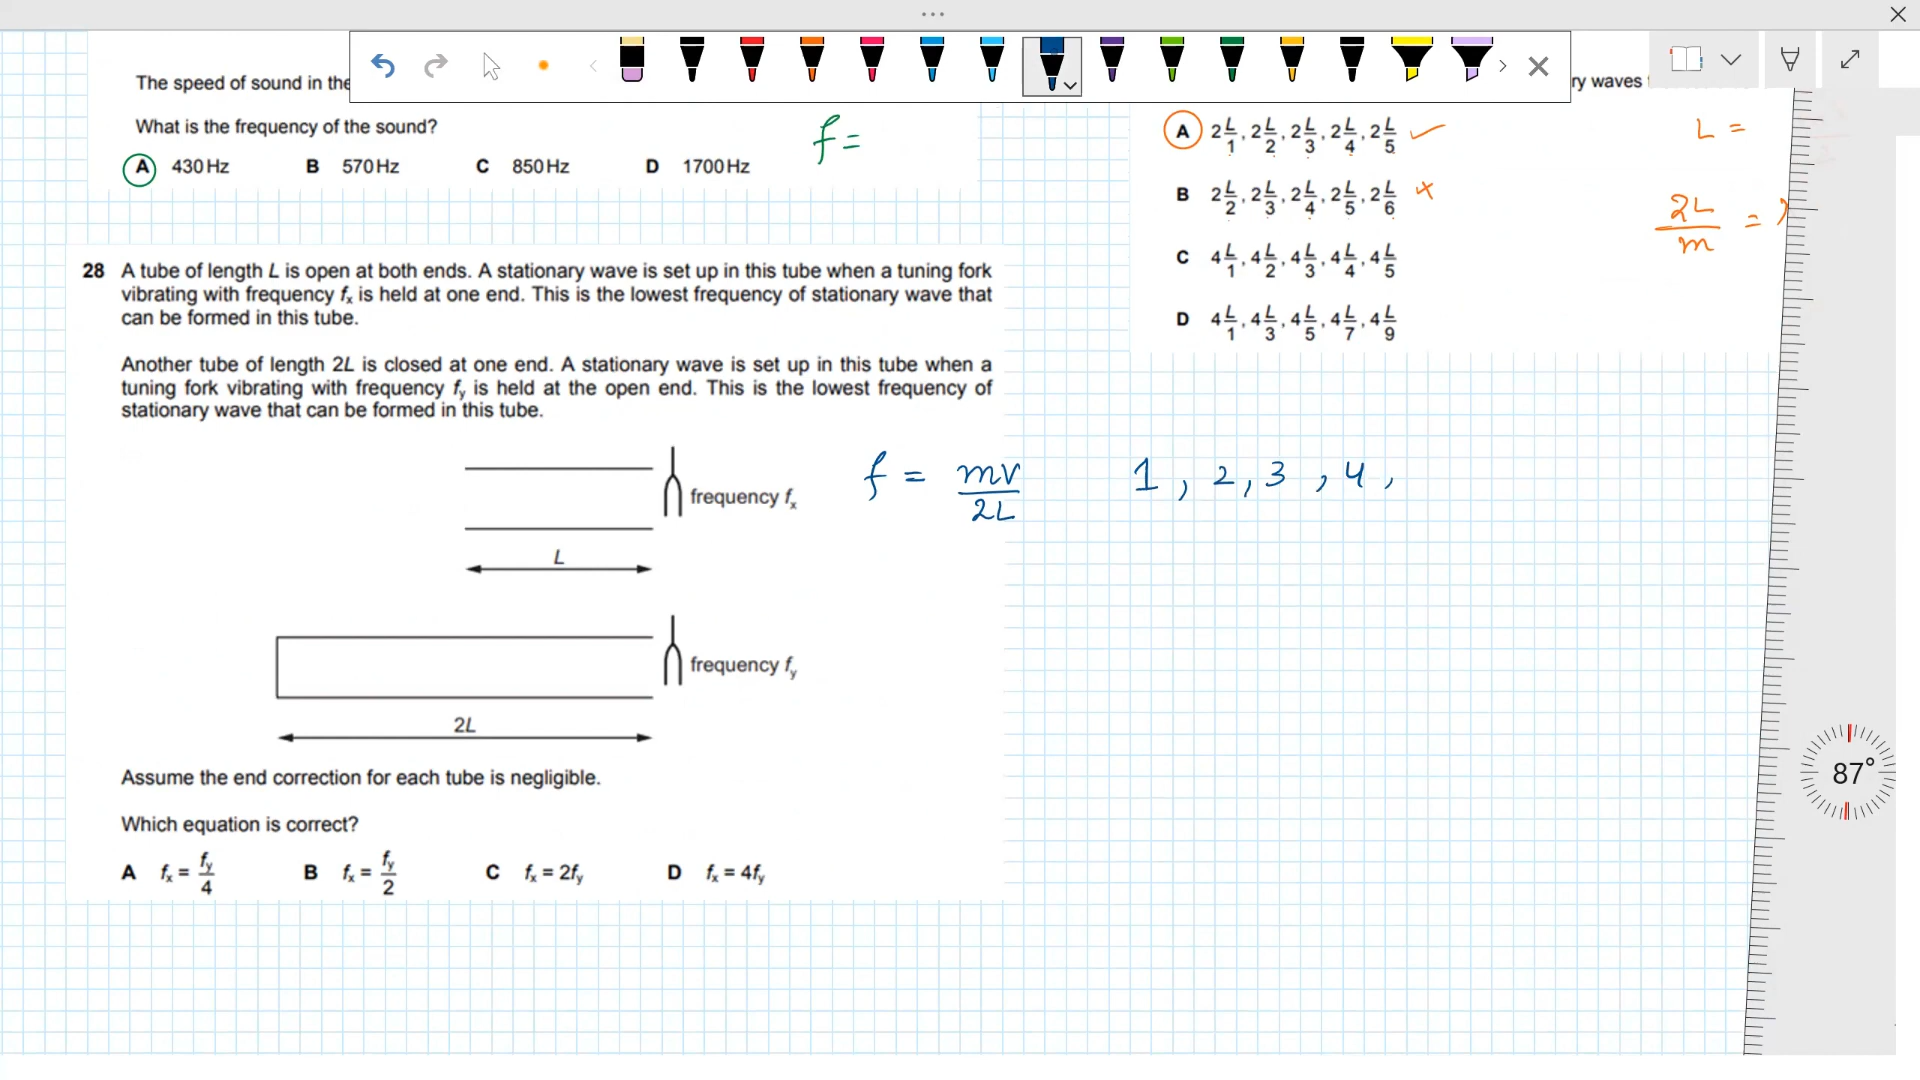 The speed of sound in the
What is the frequency of the sound?
A 430 Hz B 570 Hz C 850 Hz D 1700 Hz
f =
28 A tube of length L is open at both ends. A stationary wave is set up in this tube when a tuning fork
vibrating with frequency fx is held at one end. This is the lowest frequency of stationary wave that
can be formed in this tube.
Another tube of length 2L is closed at one end. A stationary wave is set up in this tube when a
tuning fork vibrating with frequency fy is held at the open end. This is the lowest frequency of
stationary wave that can be formed in this tube.
frequency fx
L
frequency fy
2L
Assume the end correction for each tube is negligible.
Which equation is correct?
A fx = fy/4 B fx = fy/2 C fx = 2fy D fx = 4fy
ry waves
A 2L/1, 2L/2, 2L/3, 2L/4, 2L/5 ✓
B 2L/2, 2L/3, 2L/4, 2L/5, 2L/6 ×
C 4L/1, 4L/2, 4L/3, 4L/4, 4L/5
D 4L/1, 4L/3, 4L/5, 4L/7, 4L/9
L =
2L/m =
f = mv/2L 1, 2, 3, 4,
87°